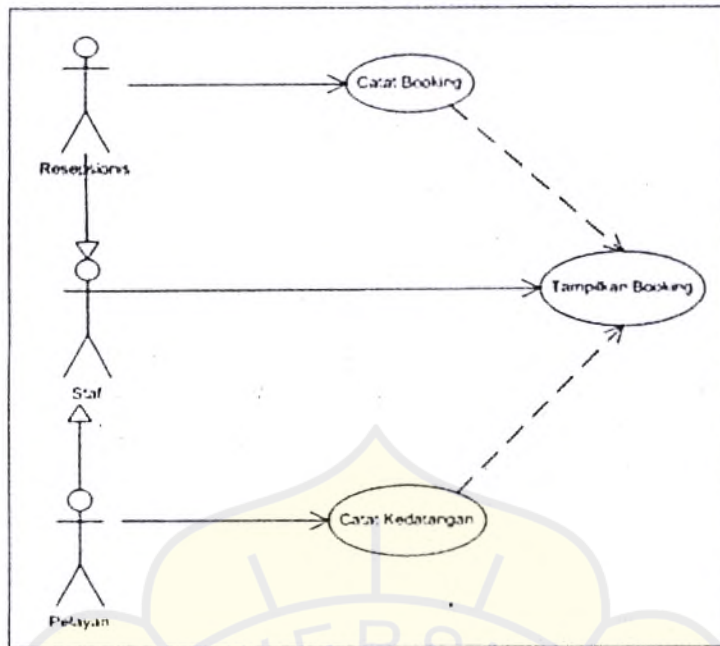 Catat Booking
Resepsionis
Tampilkan Booking
Staf
Catat Kedatangan
Pelayan